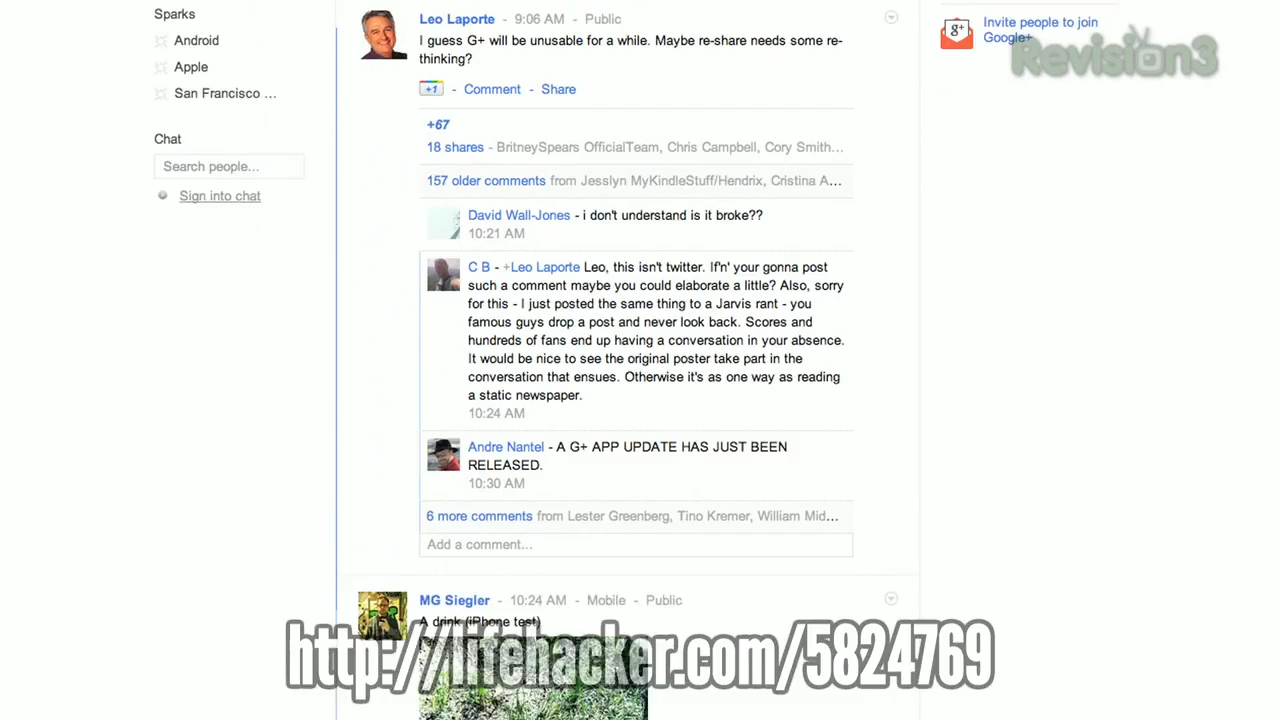 Sparks
Android
Apple
San Francisco ...
Chat
Search people...
Sign into chat
Leo Laporte - 9:06 AM - Public
I guess G+ will be unusable for a while. Maybe re-share needs some re-
thinking?
+1 - Comment - Share
+67
18 shares - BritneySpears OfficialTeam, Chris Campbell, Cory Smith...
157 older comments from Jesslyn MyKindleStuff/Hendrix, Cristina A...
David Wall-Jones - i don't understand is it broke??
10:21 AM
C B - +Leo Laporte Leo, this isn't twitter. If'n' your gonna post
such a comment maybe you could elaborate a little? Also, sorry
for this - I just posted the same thing to a Jarvis rant - you
famous guys drop a post and never look back. Scores and
hundreds of fans end up having a conversation in your absence.
It would be nice to see the original poster take part in the
conversation that ensues. Otherwise it's as one way as reading
a static newspaper.
10:24 AM
Andre Nantel - A G+ APP UPDATE HAS JUST BEEN
RELEASED.
10:30 AM
6 more comments from Lester Greenberg, Tino Kremer, William Mid...
Add a comment...
MG Siegler - 10:24 AM - Mobile - Public
A drink (iPhone test)
http://lifehacker.com/5824769
g+
Invite people to join
Google+
Revision3